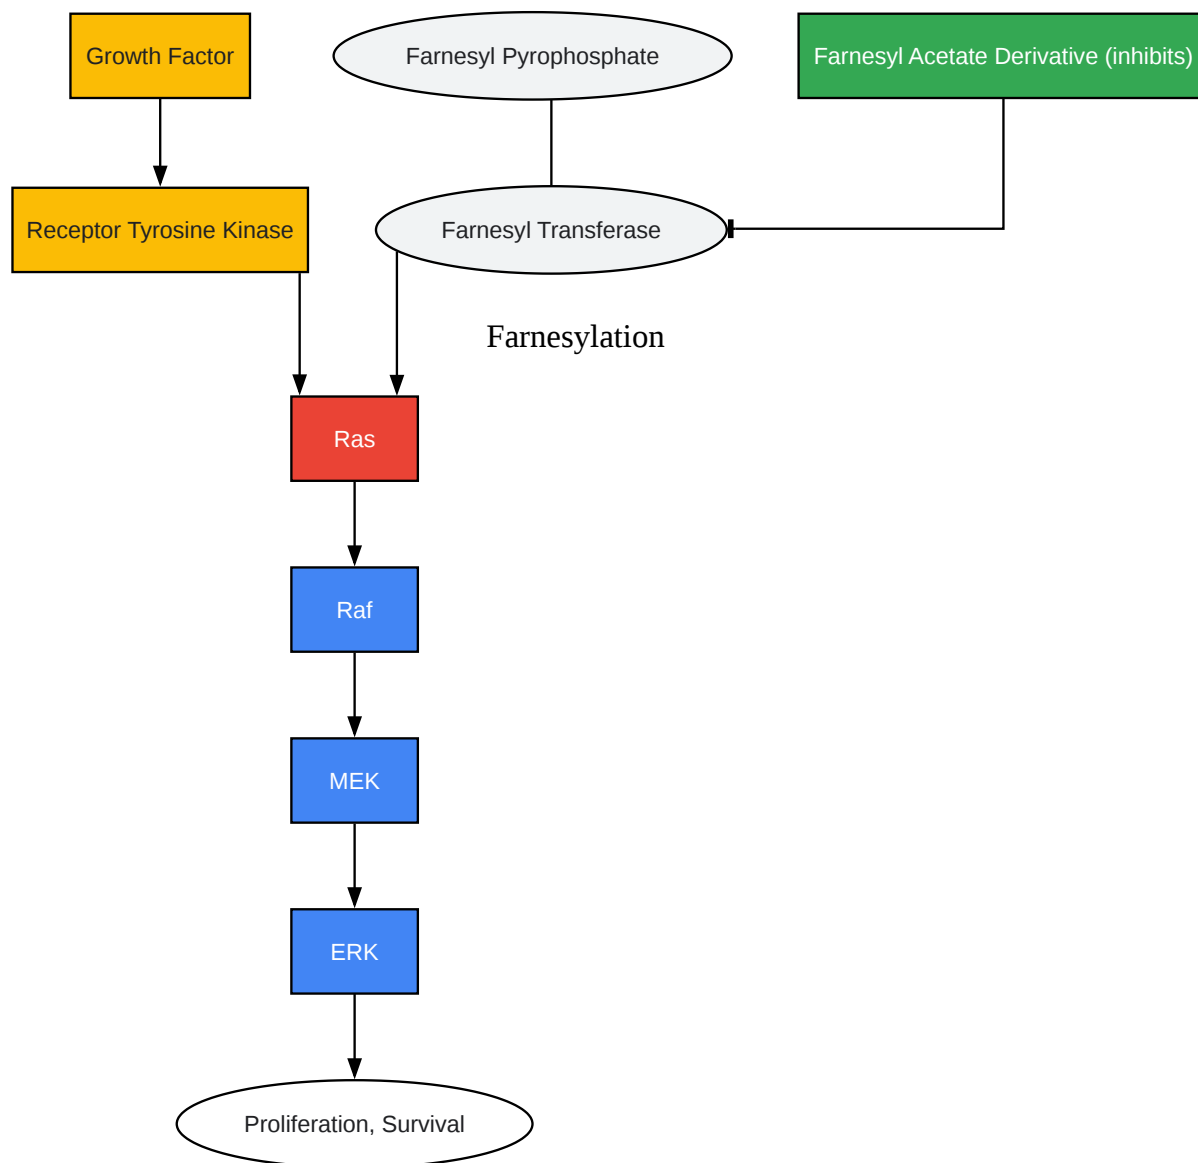 Growth Factor
Farnesyl Pyrophosphate
Farnesyl Acetate Derivative (inhibits)
Receptor Tyrosine Kinase
Farnesyl Transferase
Farnesylation
Ras
Raf
MEK
ERK
Proliferation, Survival